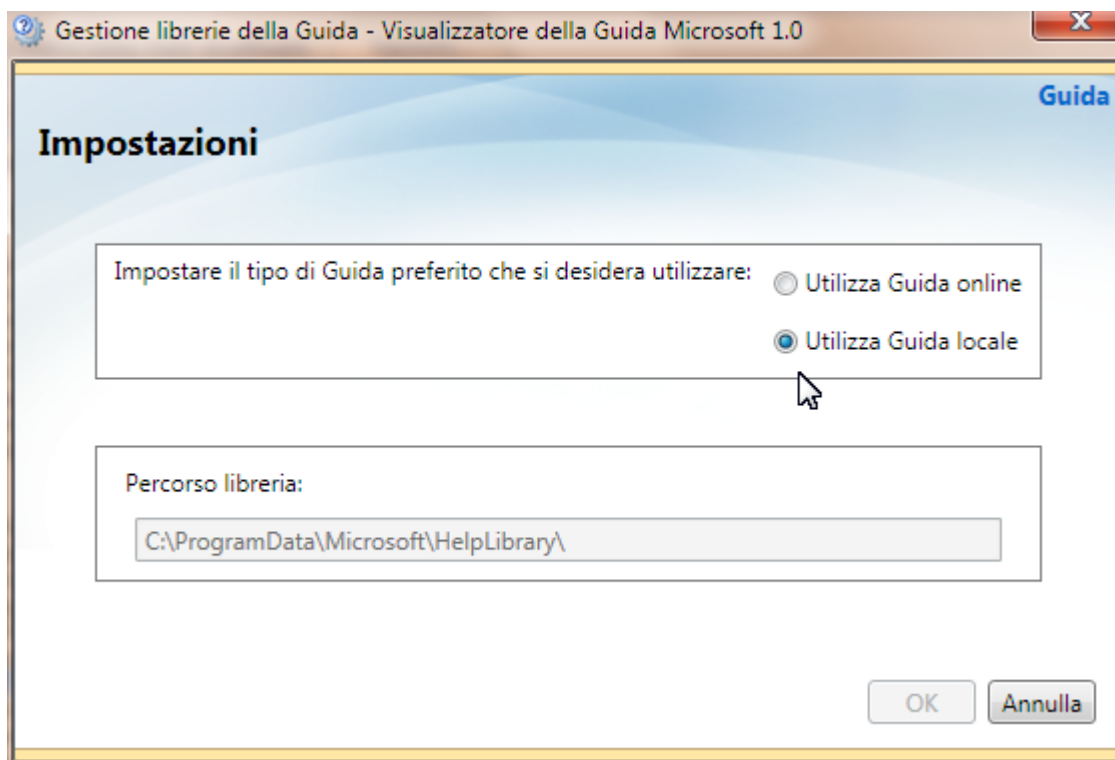 Gestione librerie della Guida - Visualizzatore della Guida Microsoft 1.0
Guida
Impostazioni
Impostare il tipo di Guida preferito che si desidera utilizzare:
Utilizza Guida online
Utilizza Guida locale
Percorso libreria:
C:\ProgramData\Microsoft\HelpLibrary\
OK
Annulla